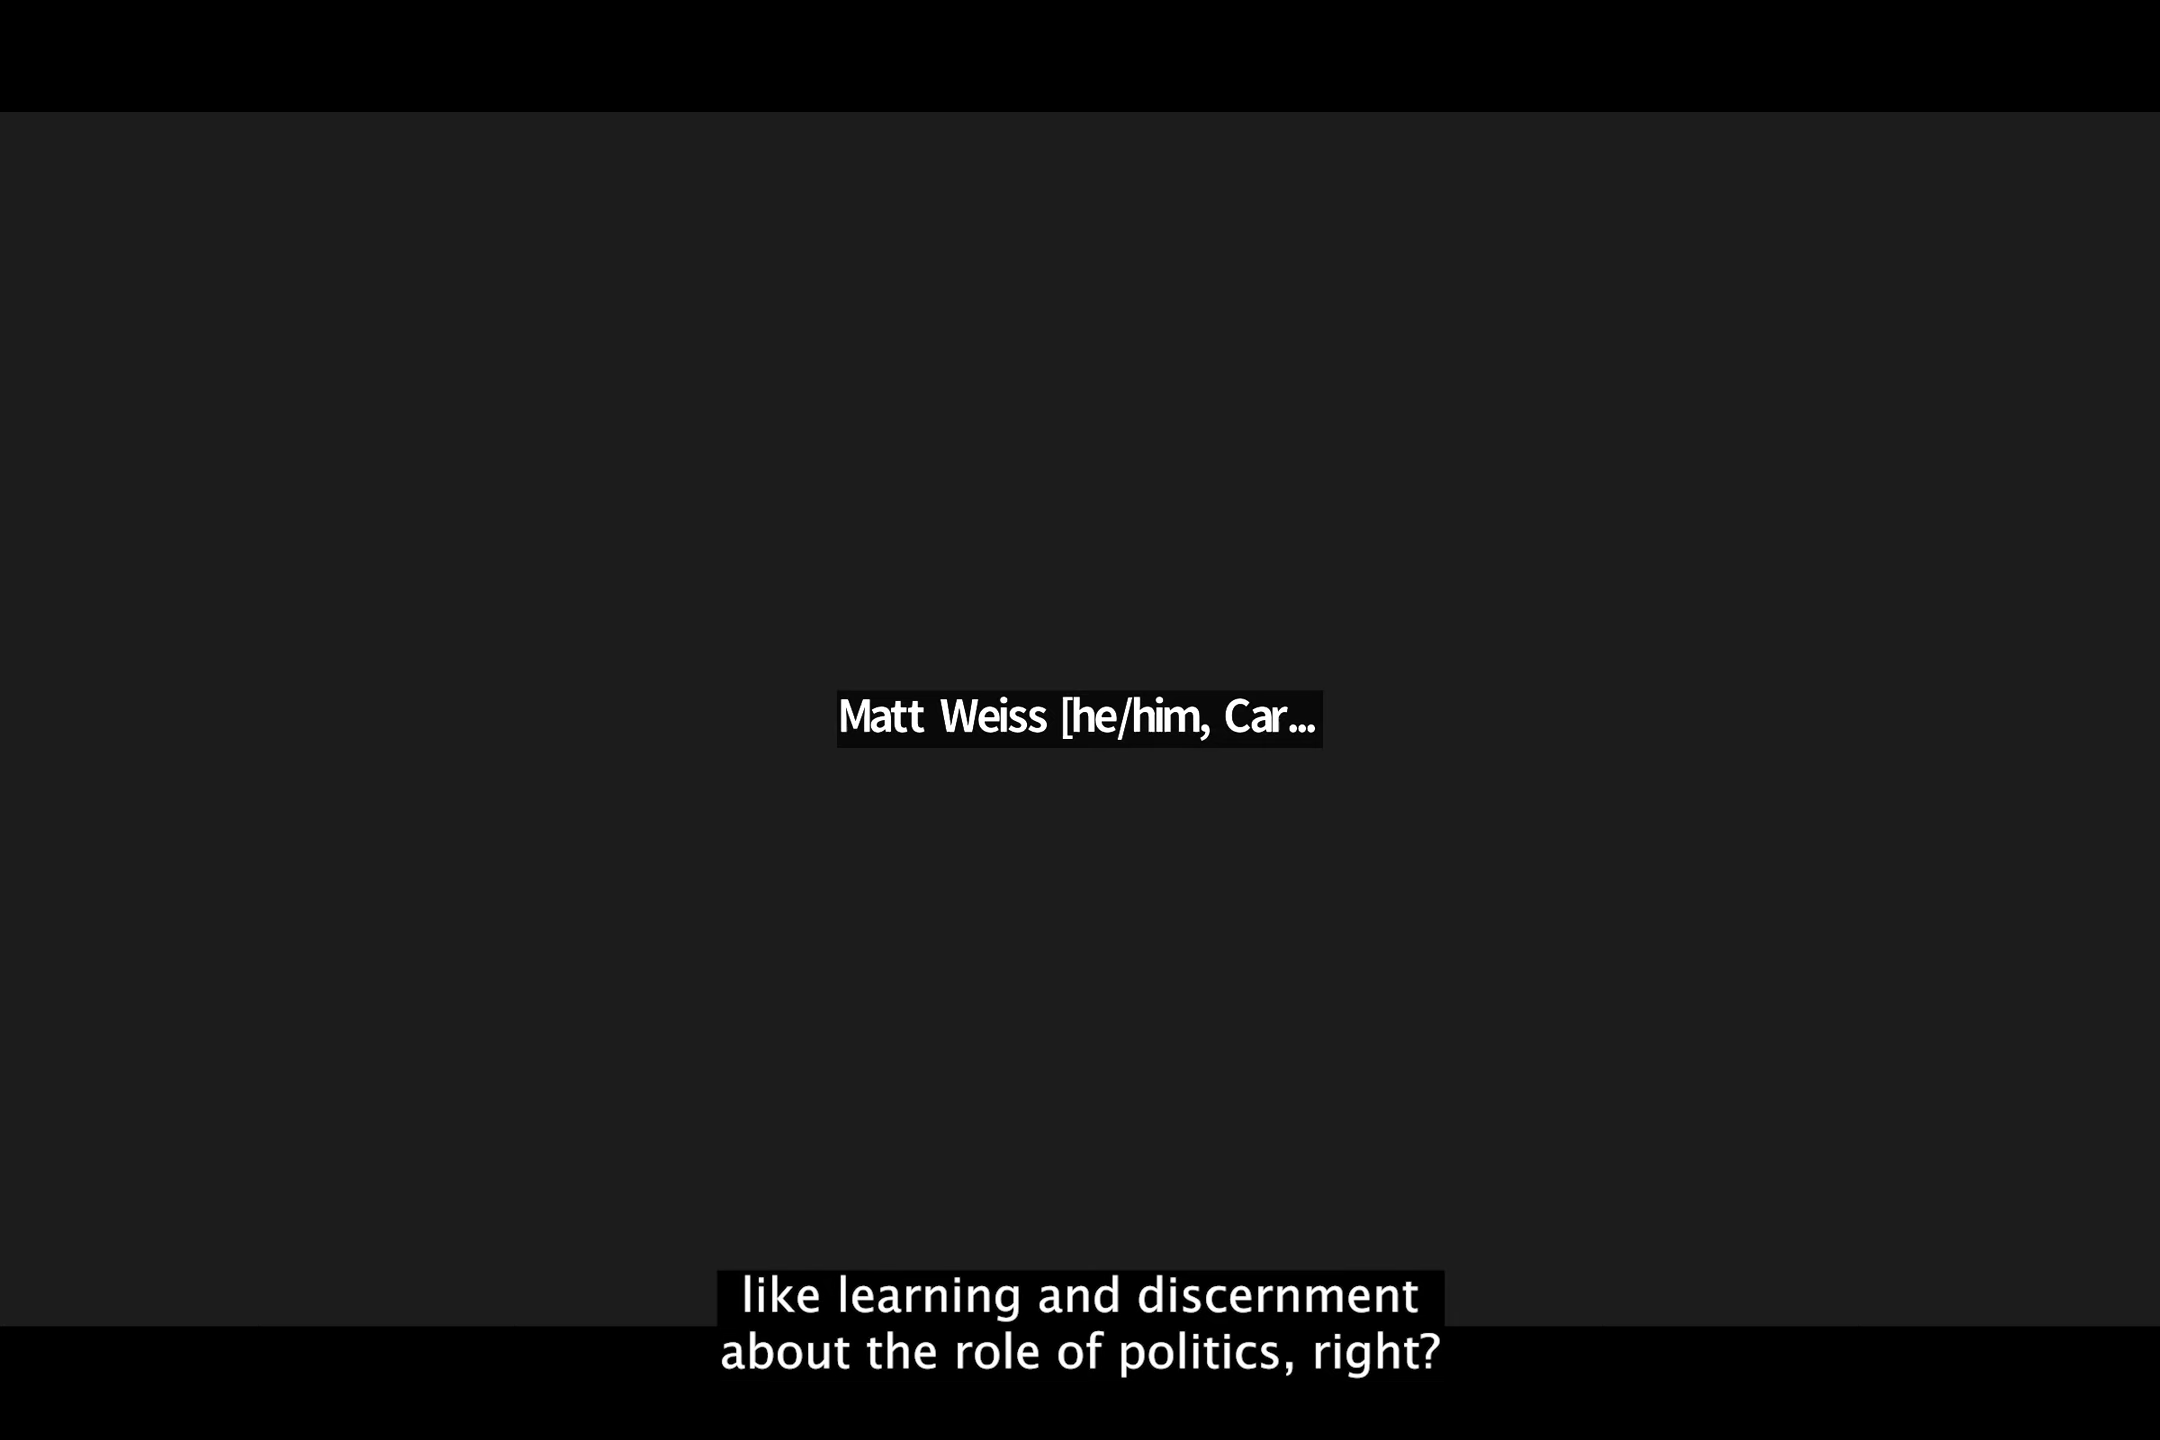 Matt Weiss [he/him, Car...
like learning and discernment
about the role of politics, right?